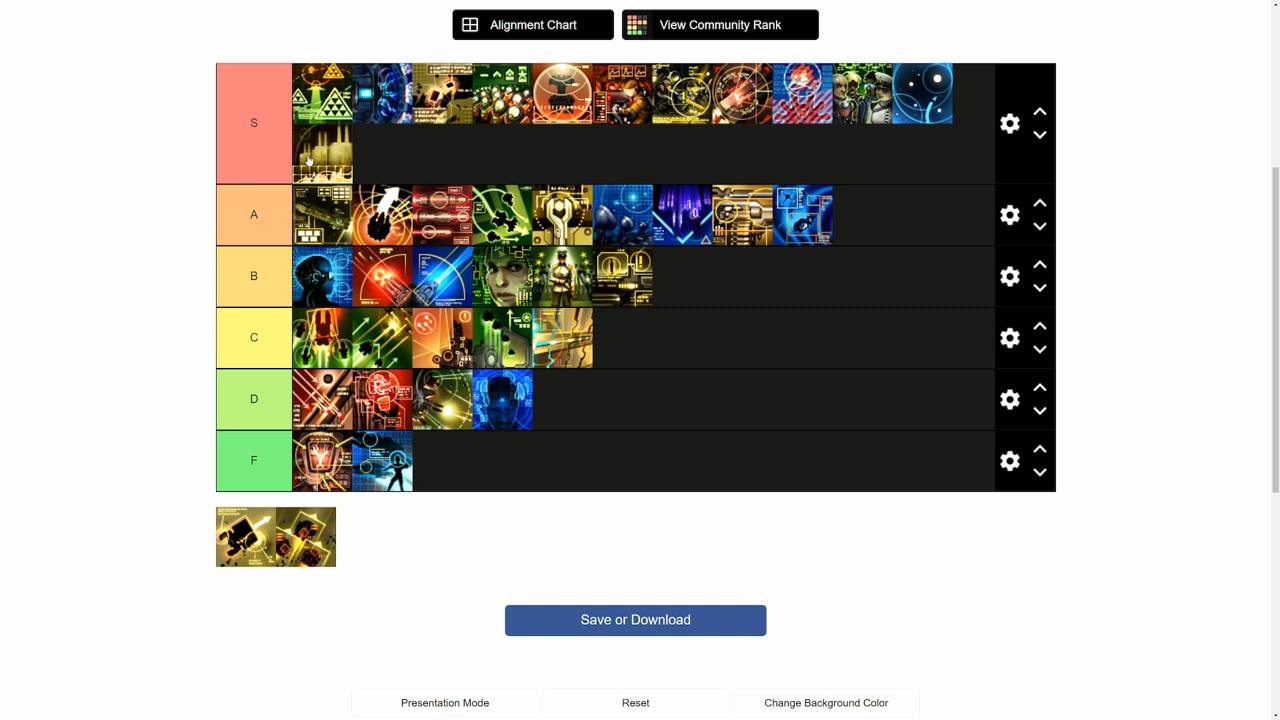 Alignment Chart
View Community Rank
S
A
B
C
D
F
Save or Download
Presentation Mode
Reset
Change Background Color